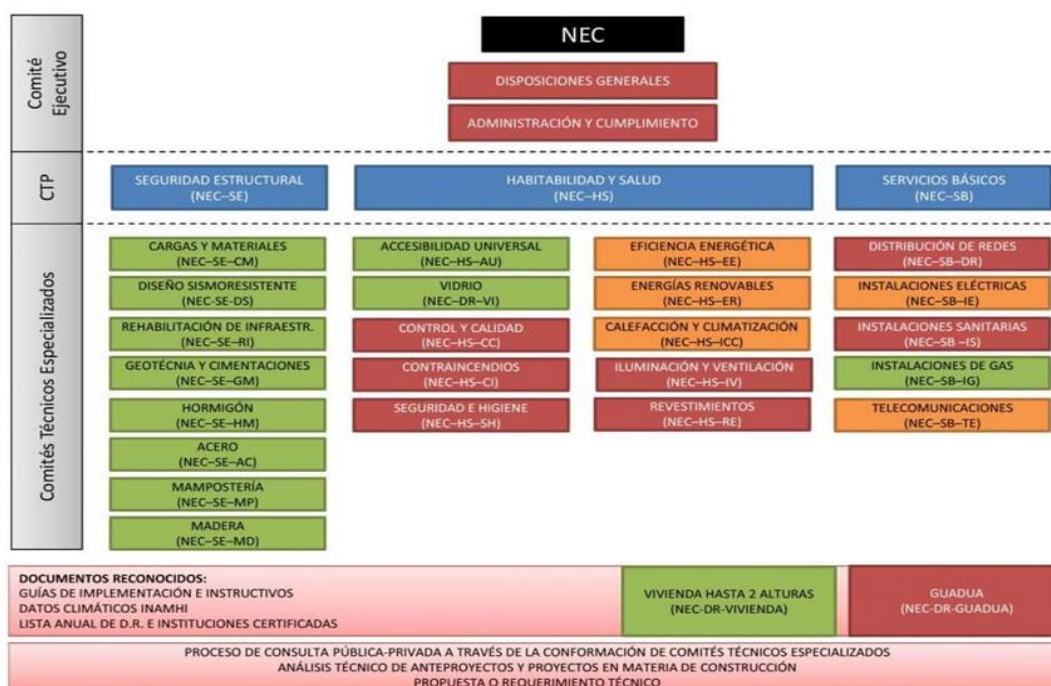 Comité
Ejecutivo
NEC
DISPOSICIONES GENERALES
ADMINISTRACIÓN Y CUMPLIMIENTO
CTP
SEGURIDAD ESTRUCTURAL
(NEC–SE)
HABITABILIDAD Y SALUD
(NEC–HS)
SERVICIOS BÁSICOS
(NEC–SB)
Comités Técnicos Especializados
CARGAS Y MATERIALES
(NEC–SE–CM)
DISEÑO SISMORESISTENTE
(NEC-SE-DS)
REHABILITACIÓN DE INFRAESTR.
(NEC–SE–RI)
GEOTÉCNIA Y CIMENTACIONES
(NEC–SE–GM)
HORMIGÓN
(NEC–SE–HM)
ACERO
(NEC–SE–AC)
MAMPOSTERÍA
(NEC–SE–MP)
MADERA
(NEC–SE–MD)
ACCESIBILIDAD UNIVERSAL
(NEC–HS–AU)
VIDRIO
(NEC–DR–VI)
CONTROL Y CALIDAD
(NEC–HS–CC)
CONTRAINCENDIOS
(NEC–HS–CI)
SEGURIDAD E HIGIENE
(NEC–HS–SH)
EFICIENCIA ENERGÉTICA
(NEC–HS–EE)
ENERGÍAS RENOVABLES
(NEC–HS–ER)
CALEFACCIÓN Y CLIMATIZACIÓN
(NEC–HS–ICC)
ILUMINACIÓN Y VENTILACIÓN
(NEC–HS–IV)
REVESTIMIENTOS
(NEC–HS–RE)
DISTRIBUCIÓN DE REDES
(NEC–SB–DR)
INSTALACIONES ELÉCTRICAS
(NEC–SB–IE)
INSTALACIONES SANITARIAS
(NEC–SB –IS)
INSTALACIONES DE GAS
(NEC–SB–IG)
TELECOMUNICACIONES
(NEC–SB–TE)
DOCUMENTOS RECONOCIDOS:
GUÍAS DE IMPLEMENTACIÓN E INSTRUCTIVOS
DATOS CLIMÁTICOS INAMHI
LISTA ANUAL DE D.R. E INSTITUCIONES CERTIFICADAS
VIVIENDA HASTA 2 ALTURAS
(NEC-DR-VIVIENDA)
GUADUA
(NEC-DR-GUADUA)
PROCESO DE CONSULTA PÚBLICA-PRIVADA A TRAVÉS DE LA CONFORMACIÓN DE COMITÉS TÉCNICOS ESPECIALIZADOS
ANÁLISIS TÉCNICO DE ANTEPROYECTOS Y PROYECTOS EN MATERIA DE CONSTRUCCIÓN
PROPUESTA O REQUERIMIENTO TÉCNICO